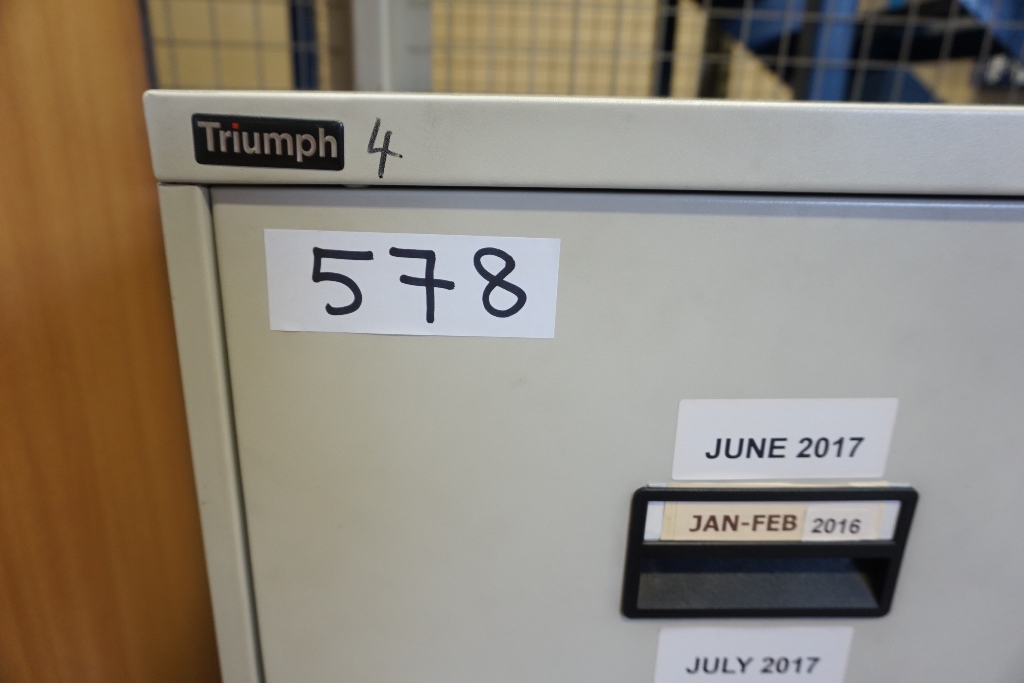 Triumph 4
578
JUNE 2017
JAN-FEB 2016
JULY 2017